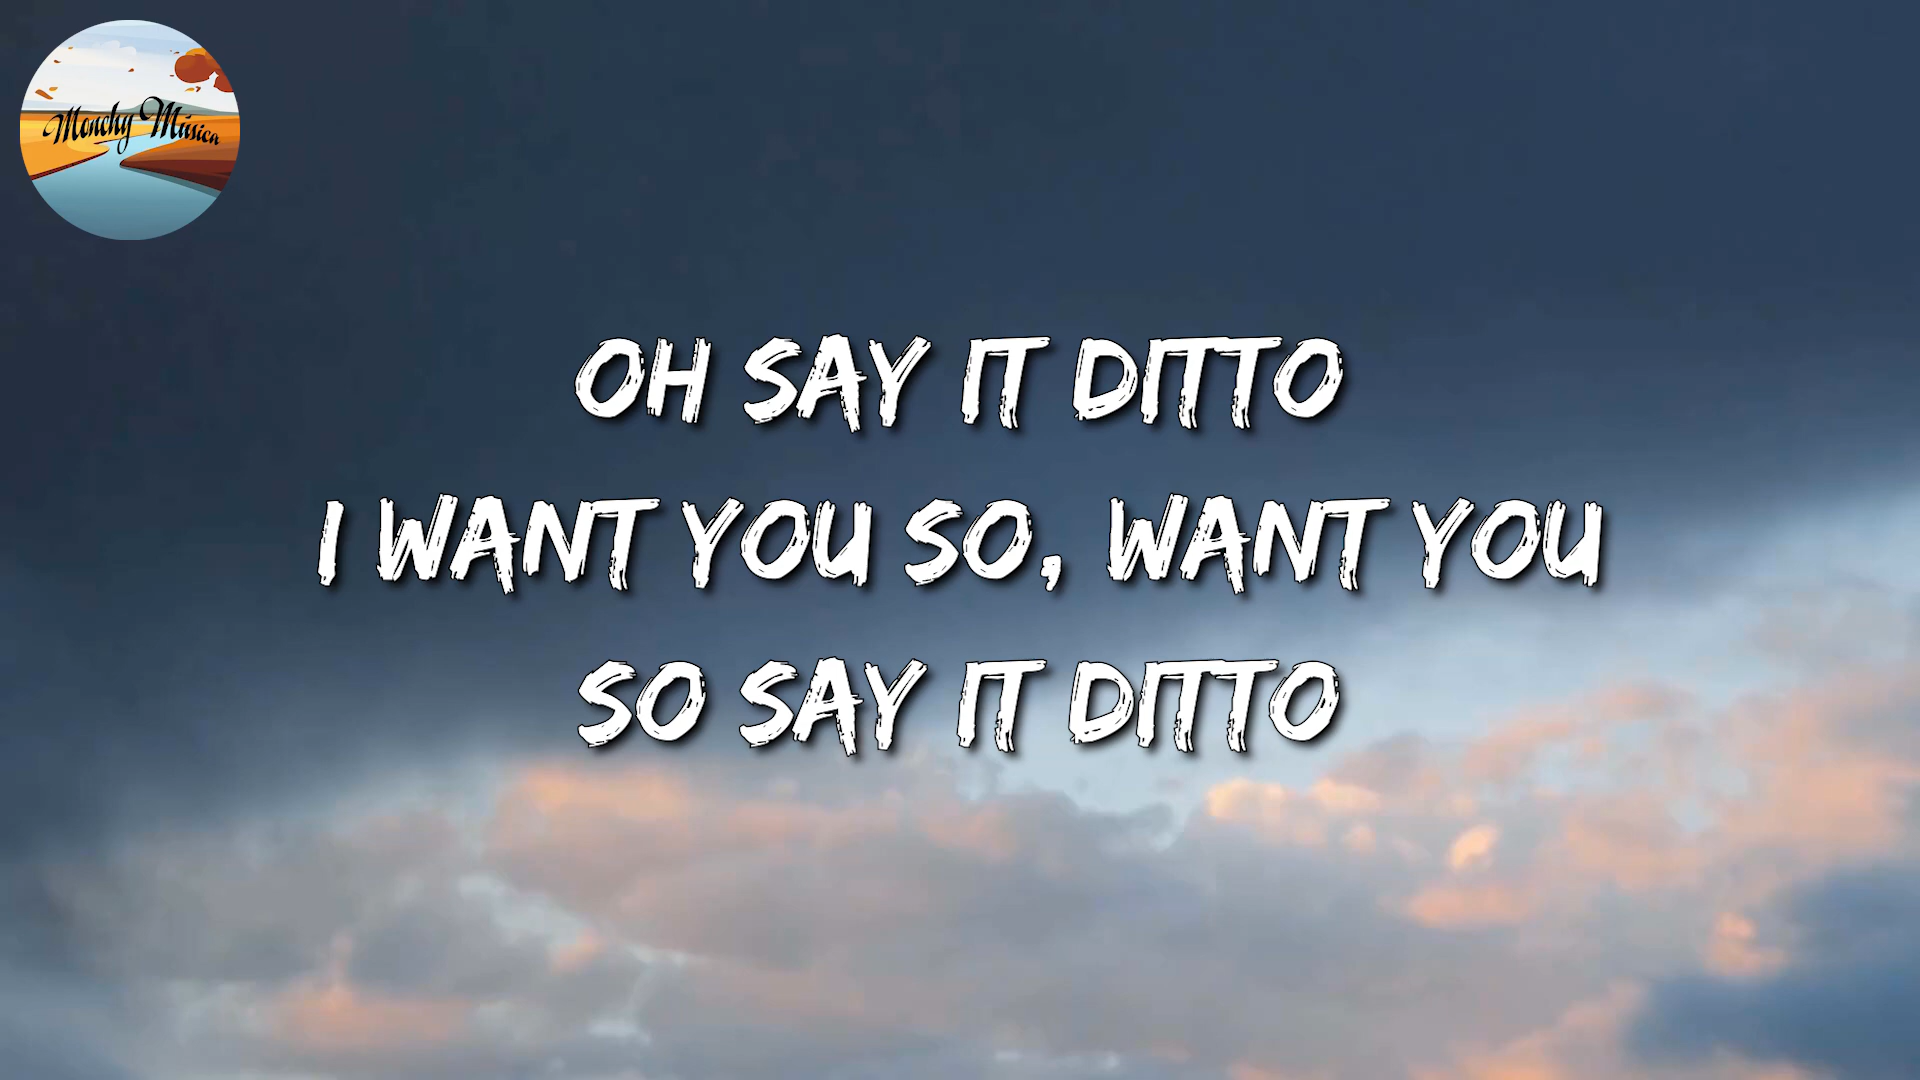 Monchy Música
OH SAY IT DITTO
I WANT YOU SO, WANT YOU
SO SAY IT DITTO